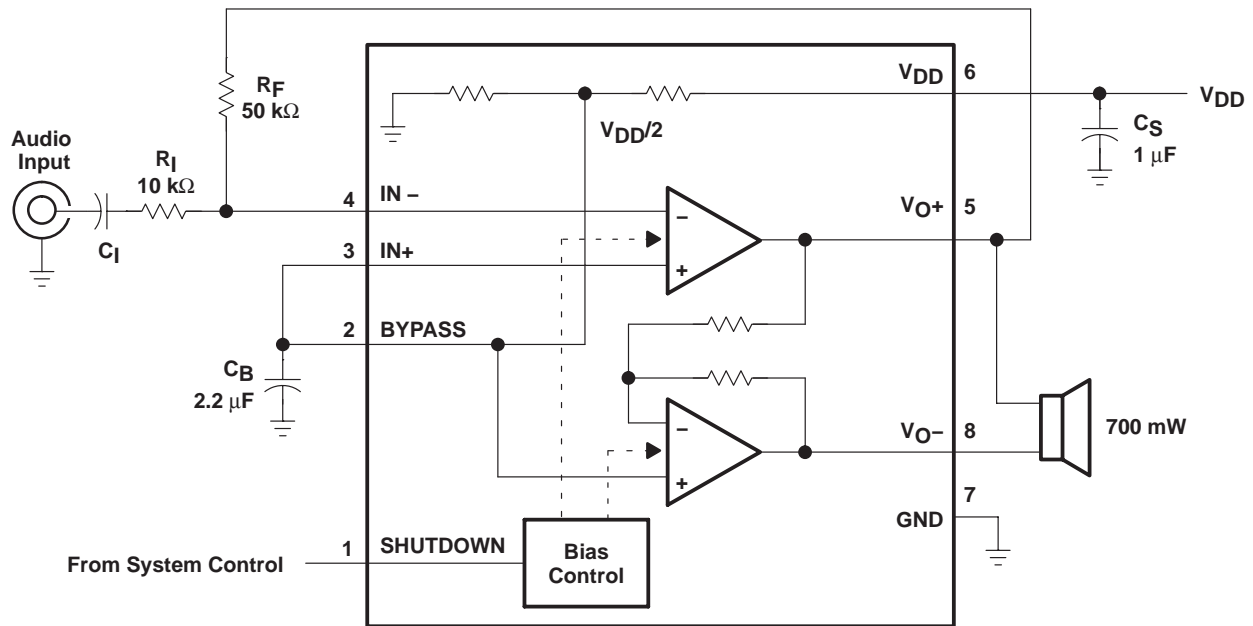 VDD 6
RF
50 kΩ
VDD/2
VDD
CS
1 μF
Audio
Input
RI
10 kΩ
CI
4 IN −
VO+ 5
−
+
3 IN+
2 BYPASS
CB
2.2 μF
−
+
VO− 8
700 mW
7
GND
1 SHUTDOWN
From System Control
Bias
Control